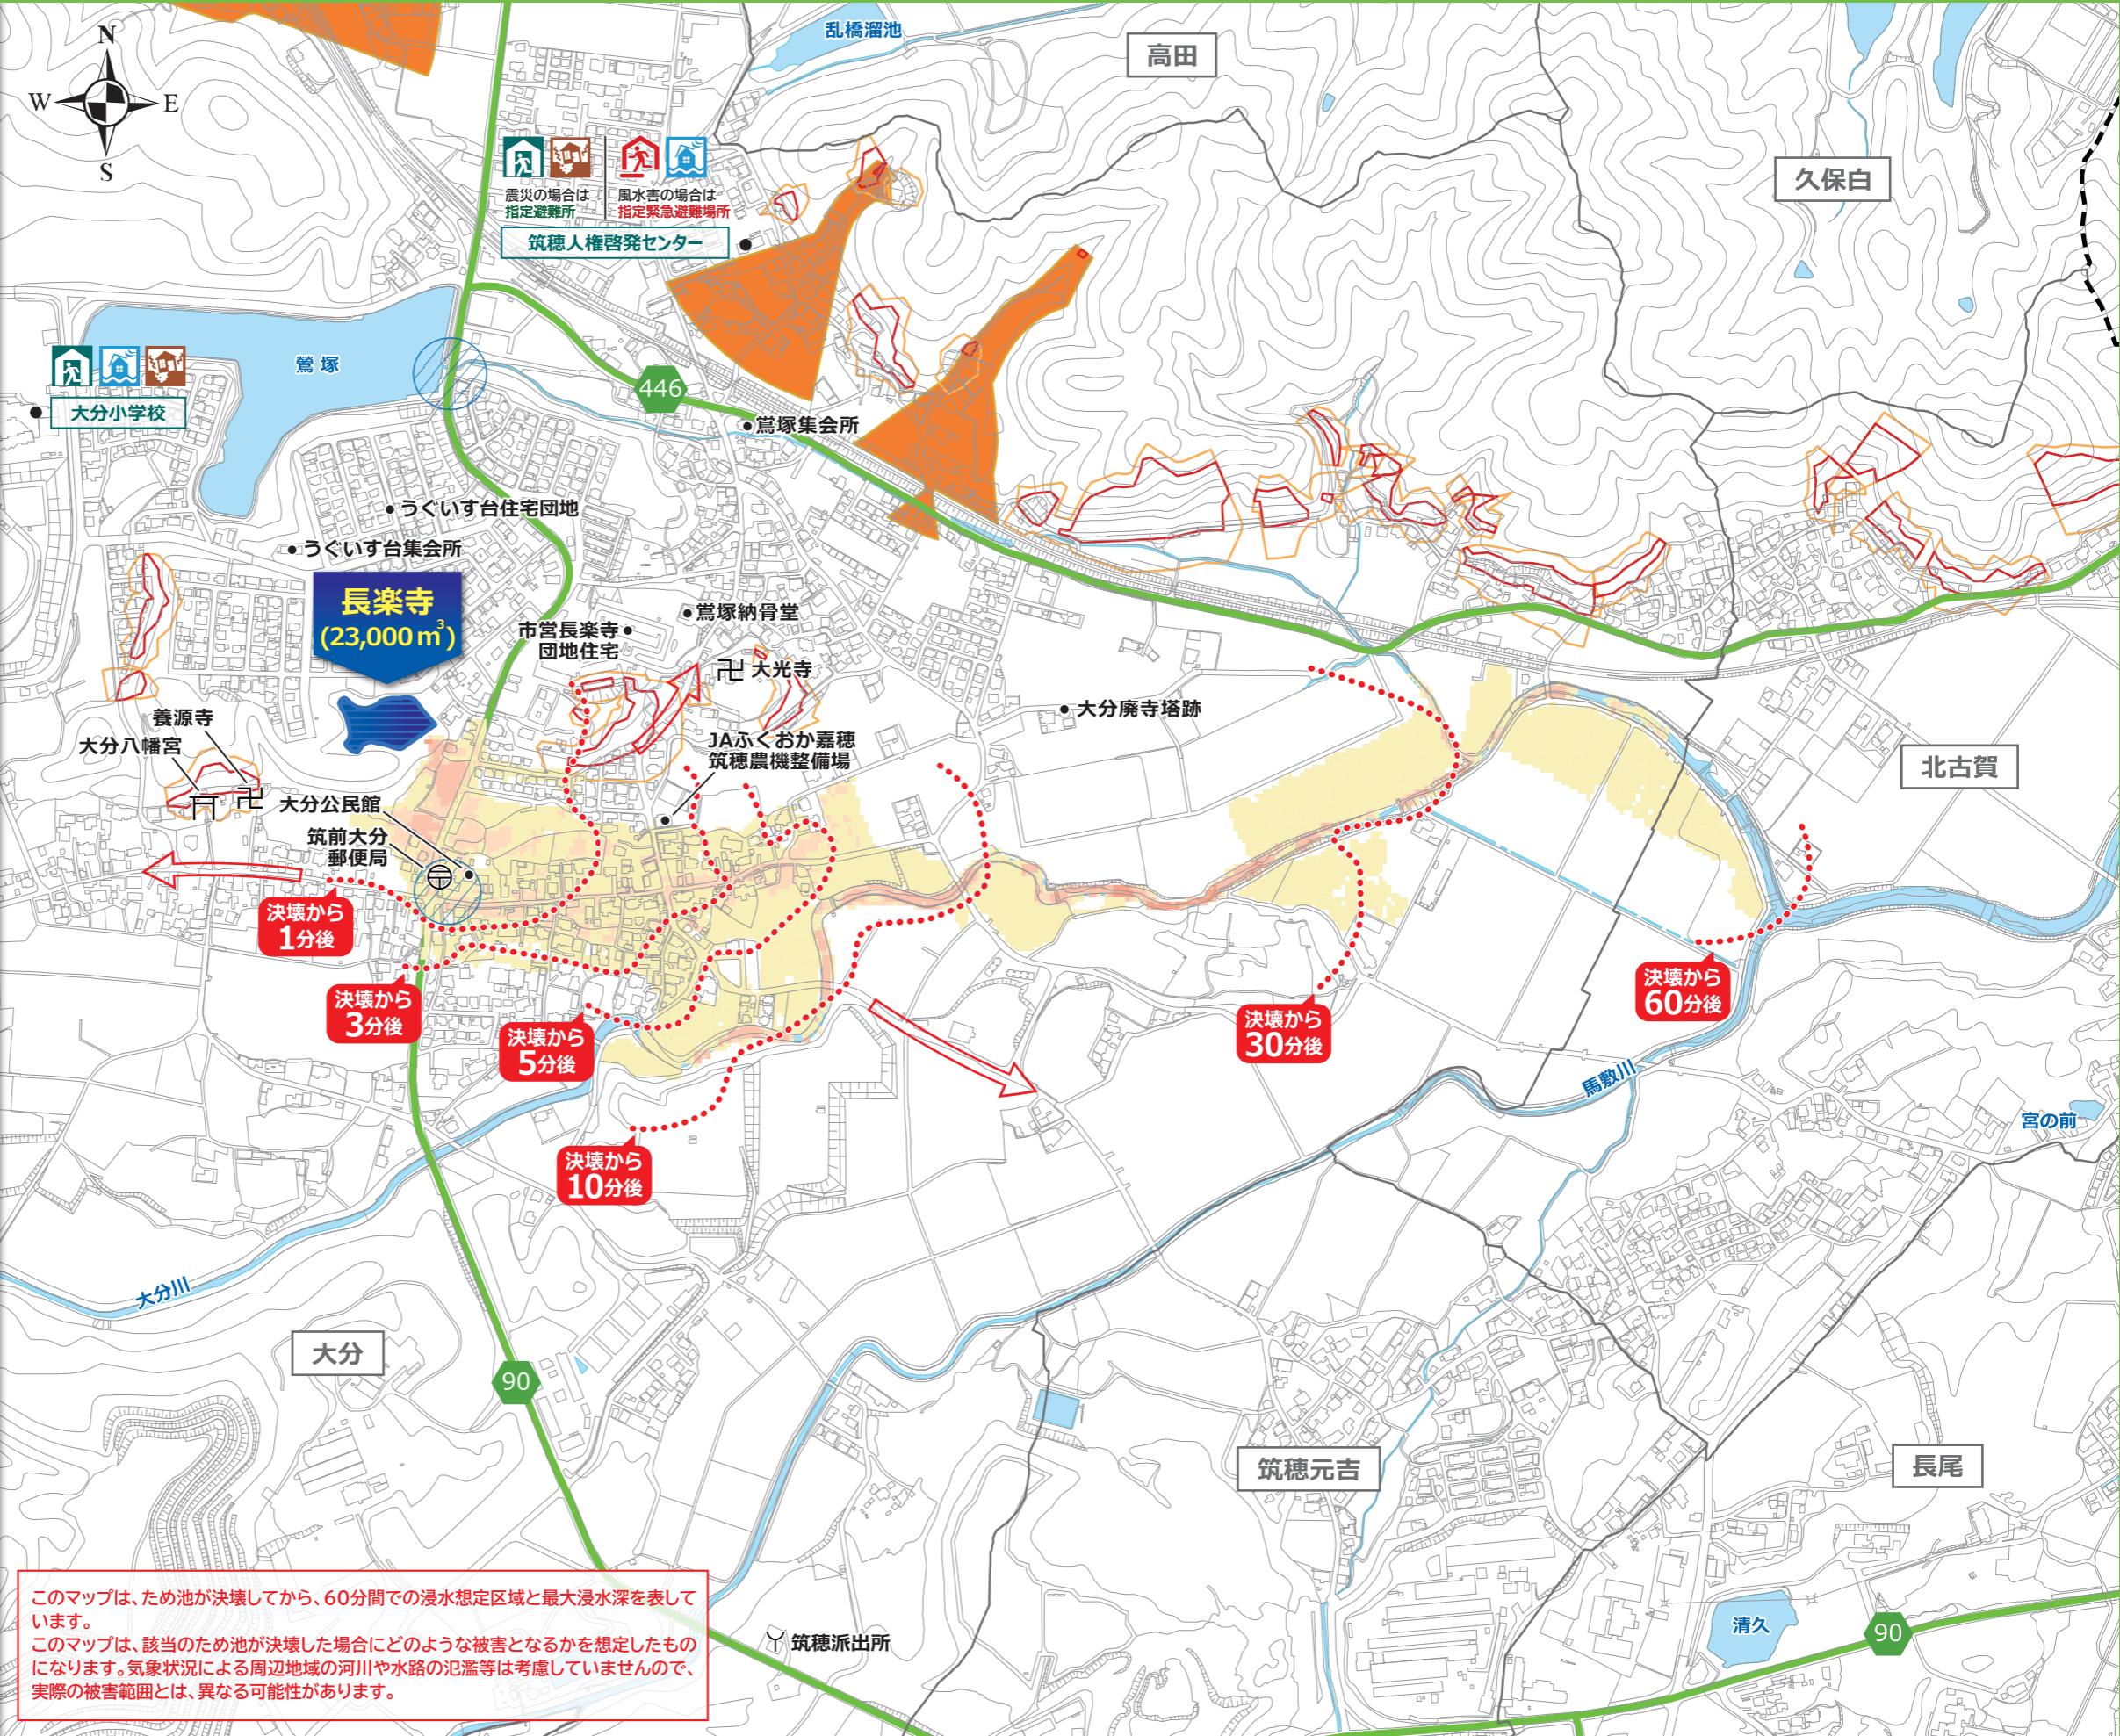 N
W
E
S
乱橋溜池
高田
久保白
震災の場合は
指定避難所
風水害の場合は
指定緊急避難場所
筑穂人権啓発センター
鶯塚
大分小学校
446
鶯塚集会所
うぐいす台住宅団地
うぐいす台集会所
長楽寺
(23,000m³)
鶯塚納骨堂
市営長楽寺
団地住宅
大光寺
養源寺
大分八幡宮
JAふくおか嘉穂
筑穂農機整備場
大分廃寺塔跡
北古賀
大分公民館
筑前大分
郵便局
決壊から
1分後
決壊から
3分後
決壊から
5分後
決壊から
10分後
決壊から
30分後
決壊から
60分後
馬敷川
宮の前
大分川
大分
90
筑穂元吉
長尾
清久
90
筑穂派出所
このマップは、ため池が決壊してから、60分間での浸水想定区域と最大浸水深を表して
います。
このマップは、該当のため池が決壊した場合にどのような被害となるかを想定したもの
になります。気象状況による周辺地域の河川や水路の氾濫等は考慮していませんので、
実際の被害範囲とは、異なる可能性があります。